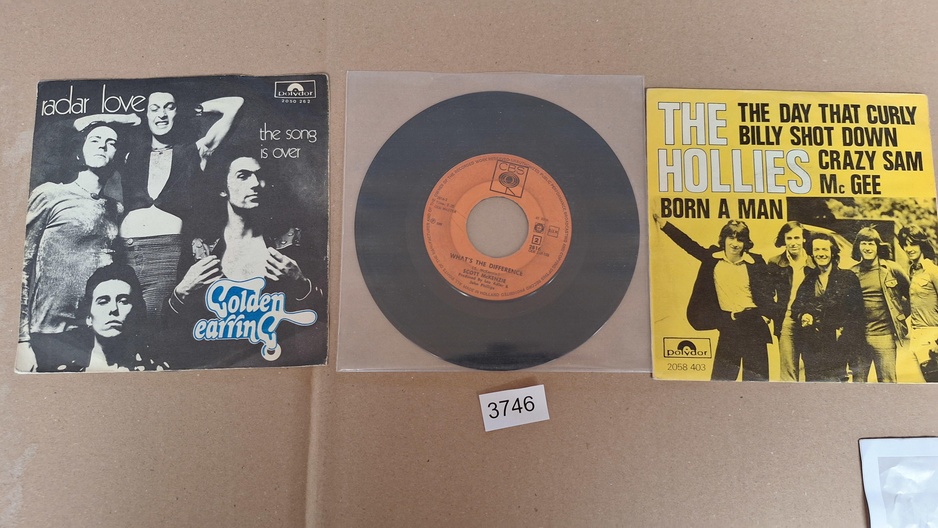 radar love
Polydor
2050 262
the song
is over
Golden
earring
CBS
2
WHAT'S THE DIFFERENCE
SCOTT McKENZIE
THE
HOLLIES
THE DAY THAT CURLY
BILLY SHOT DOWN
CRAZY SAM
Mc GEE
BORN A MAN
Polydor
2058 403
3746